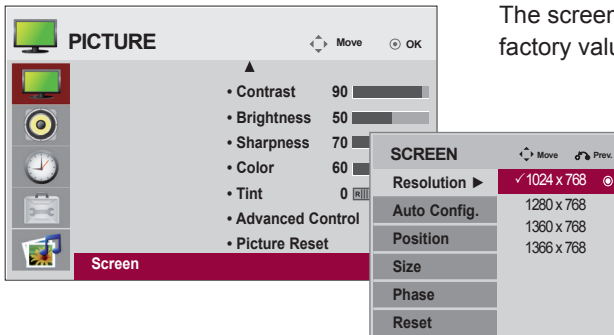 The screen
factory valu
PICTURE
Move
OK
• Contrast 90
• Brightness 50
• Sharpness 70
• Color 60
• Tint 0 R
• Advanced Control
• Picture Reset
Screen
SCREEN
Move
Prev.
Resolution ▶
✓1024 x 768
1280 x 768
1360 x 768
1366 x 768
Auto Config.
Position
Size
Phase
Reset